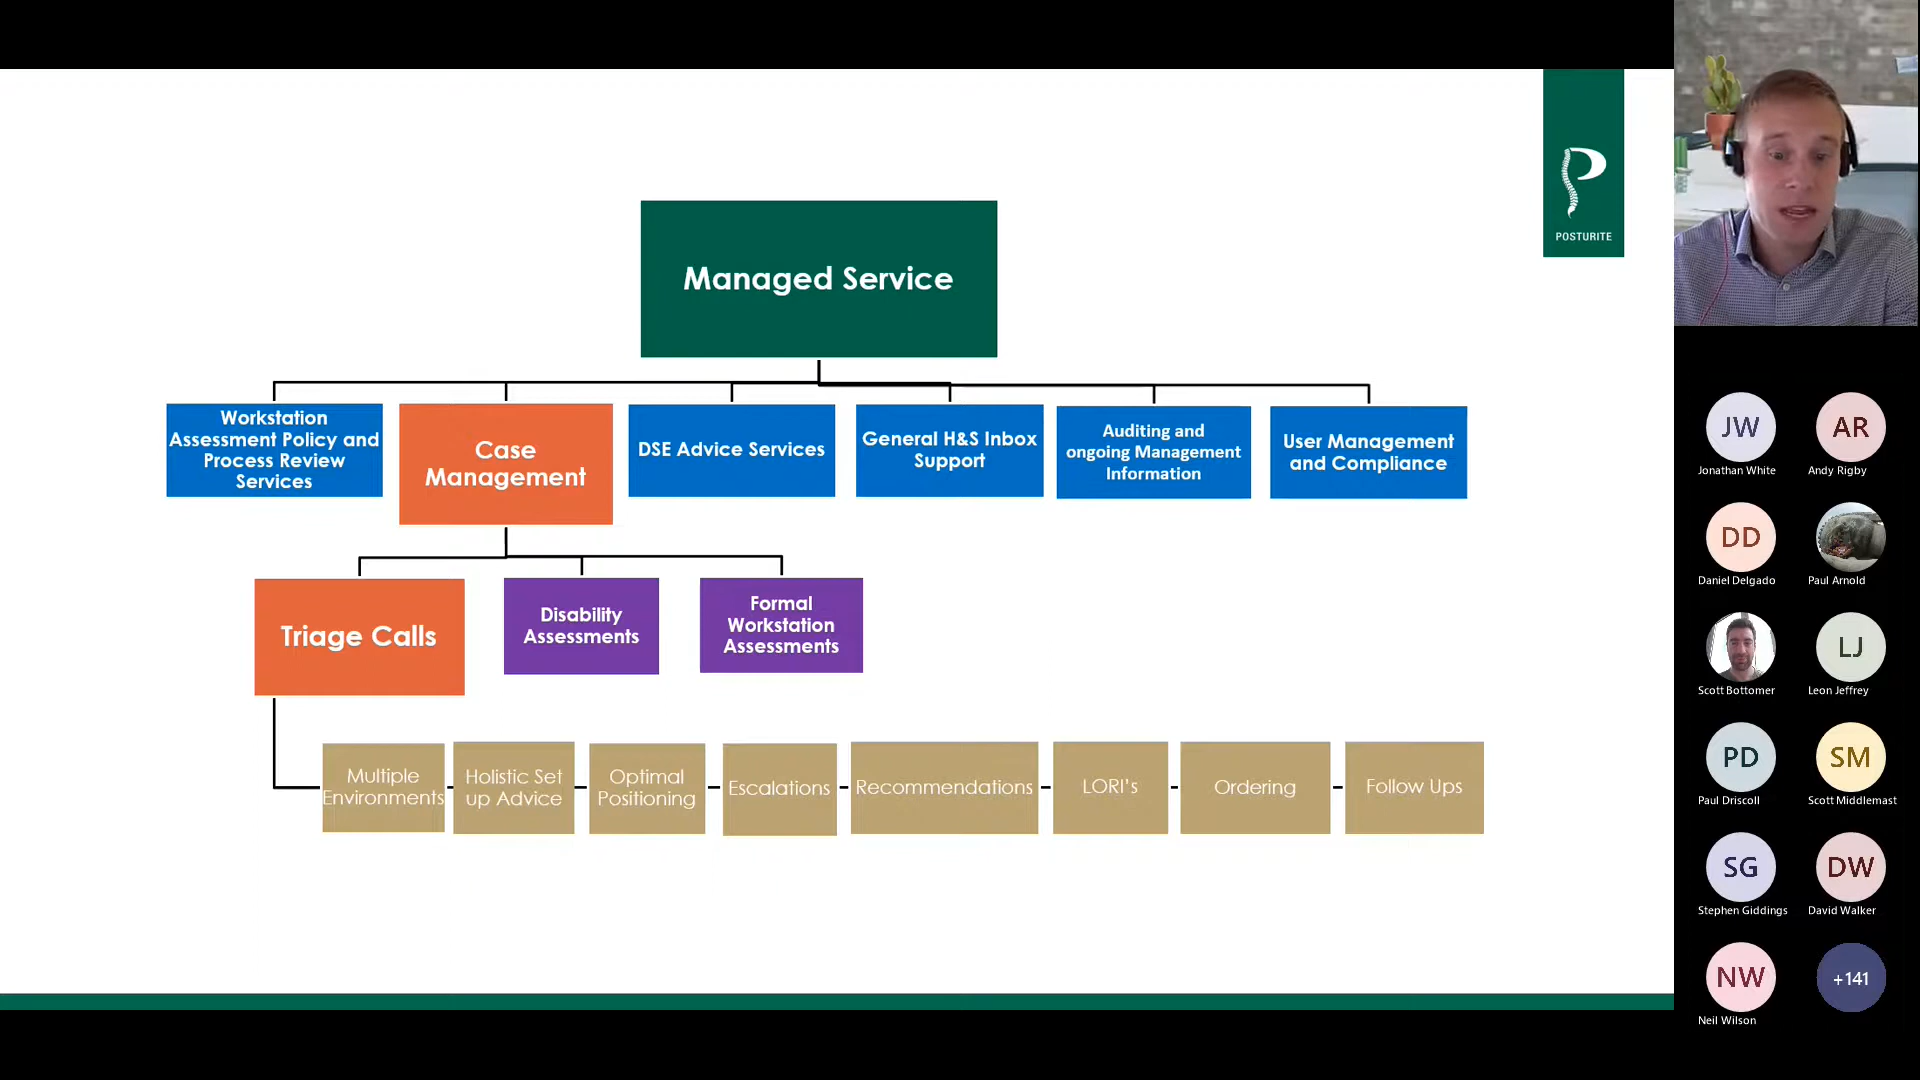 POSTURITE
Managed Service
Workstation
Assessment Policy and
Process Review
Services
Case
Management
DSE Advice Services
General H&S Inbox
Support
Auditing and
ongoing Management
Information
User Management
and Compliance
Triage Calls
Disability
Assessments
Formal
Workstation
Assessments
Multiple
Environments
Holistic Set
up Advice
Optimal
Positioning
Escalations
Recommendations
LORI's
Ordering
Follow Ups
JW
Jonathan White
AR
Andy Rigby
DD
Daniel Delgado
Paul Arnold
Scott Bottomer
LJ
Leon Jeffrey
PD
Paul Driscoll
SM
Scott Middlemast
SG
Stephen Giddings
DW
David Walker
NW
Neil Wilson
+141